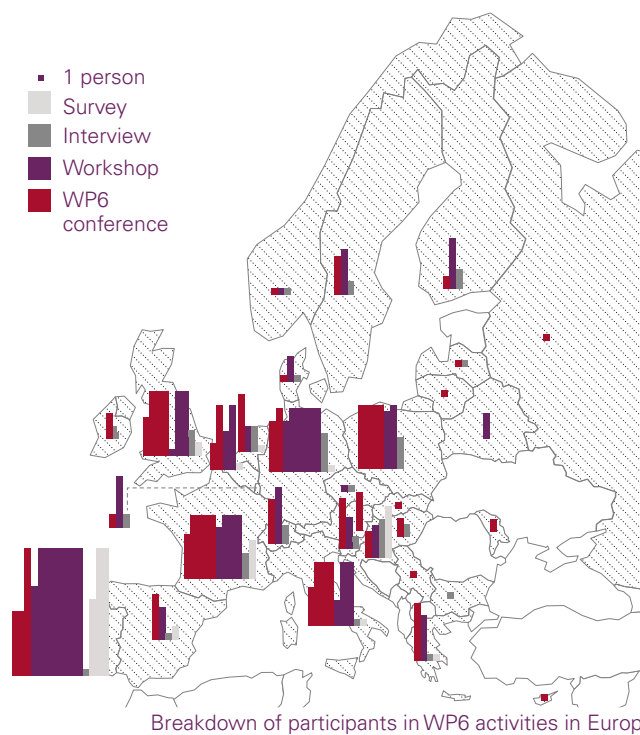 1 person
Survey
Interview
Workshop
WP6
conference
Breakdown of participants in WP6 activities in Europ